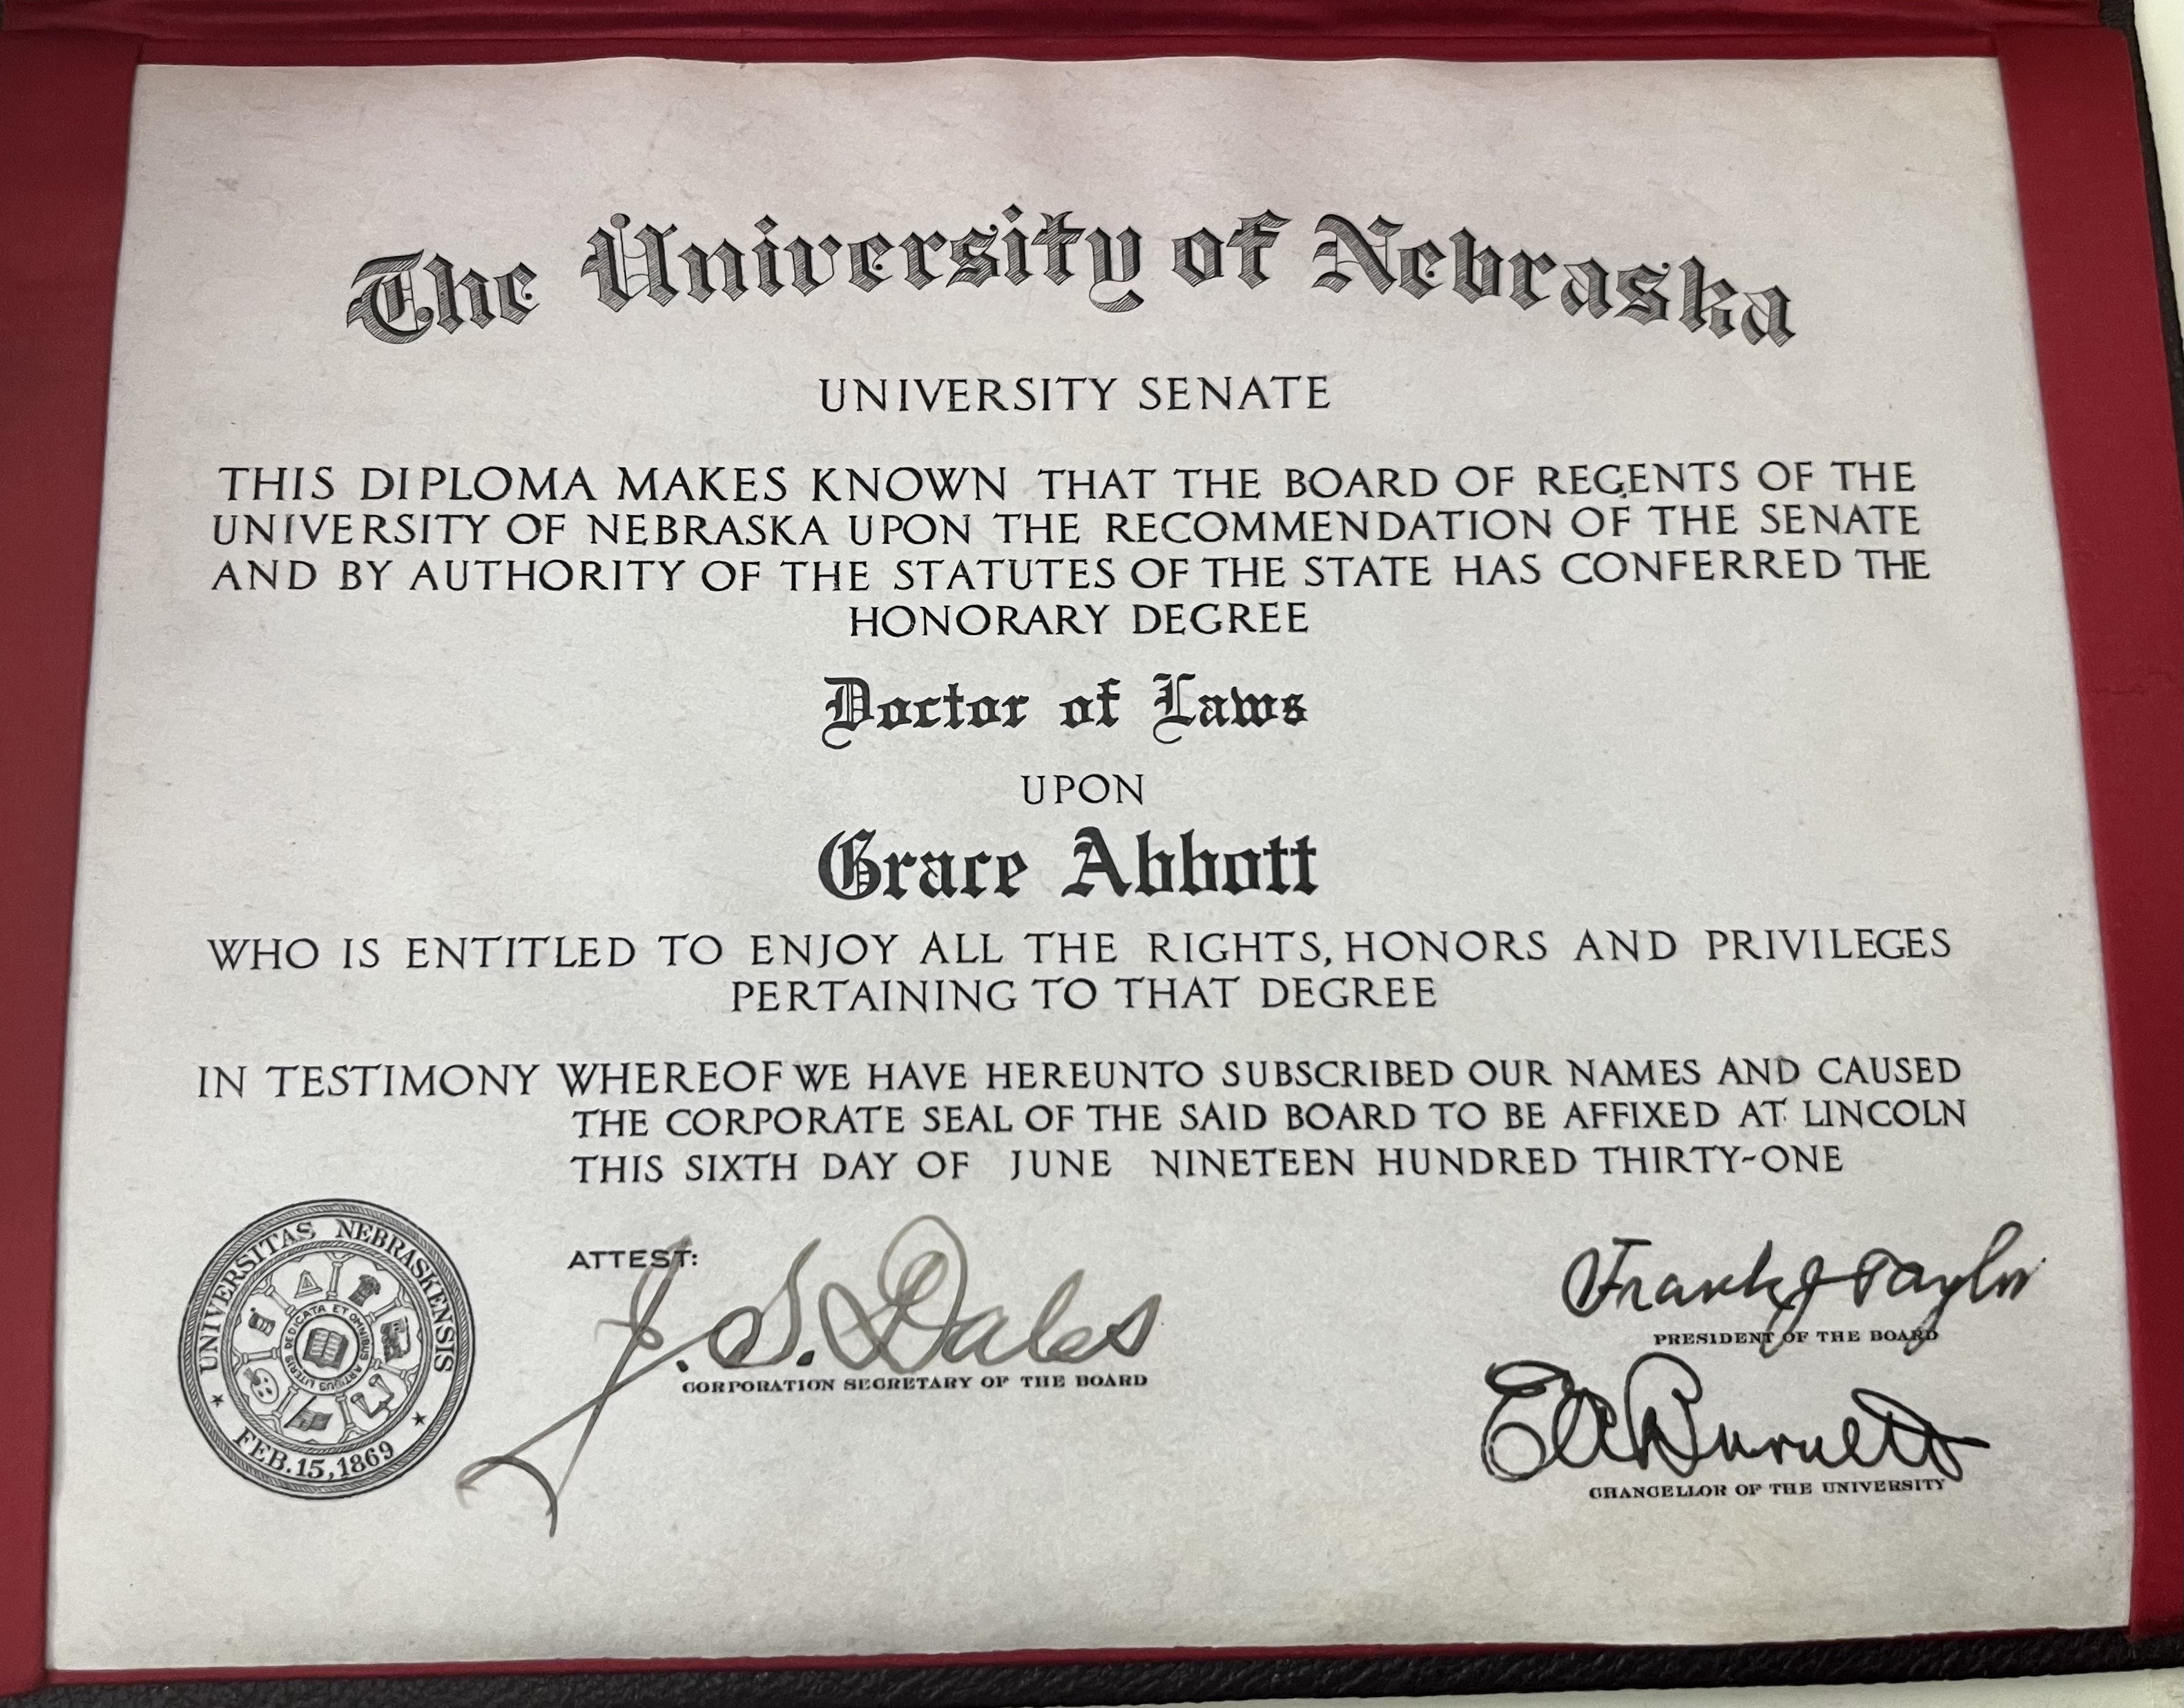 The University of Nebraska
UNIVERSITY SENATE
THIS DIPLOMA MAKES KNOWN THAT THE BOARD OF REGENTS OF THE
UNIVERSITY OF NEBRASKA UPON THE RECOMMENDATION OF THE SENATE
AND BY AUTHORITY OF THE STATUTES OF THE STATE HAS CONFERRED THE
HONORARY DEGREE
Doctor of Laws
UPON
Grace Abbott
WHO IS ENTITLED TO ENJOY ALL THE RIGHTS, HONORS AND PRIVILEGES
PERTAINING TO THAT DEGREE
IN TESTIMONY WHEREOF WE HAVE HEREUNTO SUBSCRIBED OUR NAMES AND CAUSED
THE CORPORATE SEAL OF THE SAID BOARD TO BE AFFIXED AT LINCOLN
THIS SIXTH DAY OF JUNE NINETEEN HUNDRED THIRTY-ONE
UNIVERSITAS NEBRASKENSIS
FEB. 15, 1869
DEDICATA ET OMNIBUS ARTIBUS LITERIS
ATTEST:
J. S. Dales
CORPORATION SECRETARY OF THE BOARD
Frank J Taylor
PRESIDENT OF THE BOARD
E A Burnett
CHANCELLOR OF THE UNIVERSITY